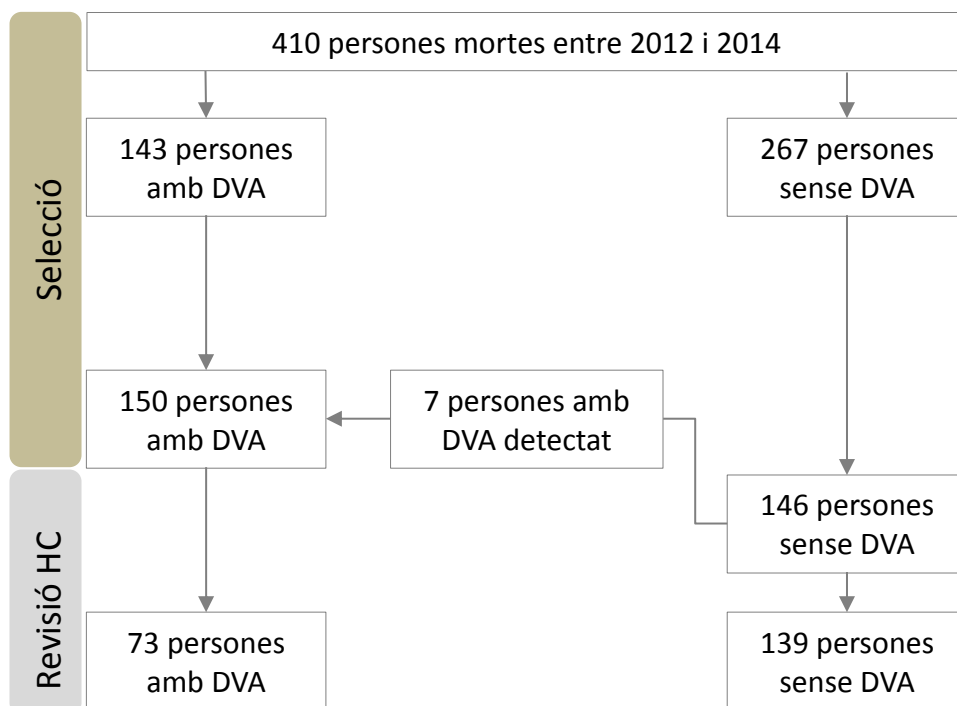 410 persones mortes entre 2012 i 2014
Selecció
143 persones
amb DVA
267 persones
sense DVA
150 persones
amb DVA
7 persones amb
DVA detectat
146 persones
sense DVA
Revisió HC
73 persones
amb DVA
139 persones
sense DVA